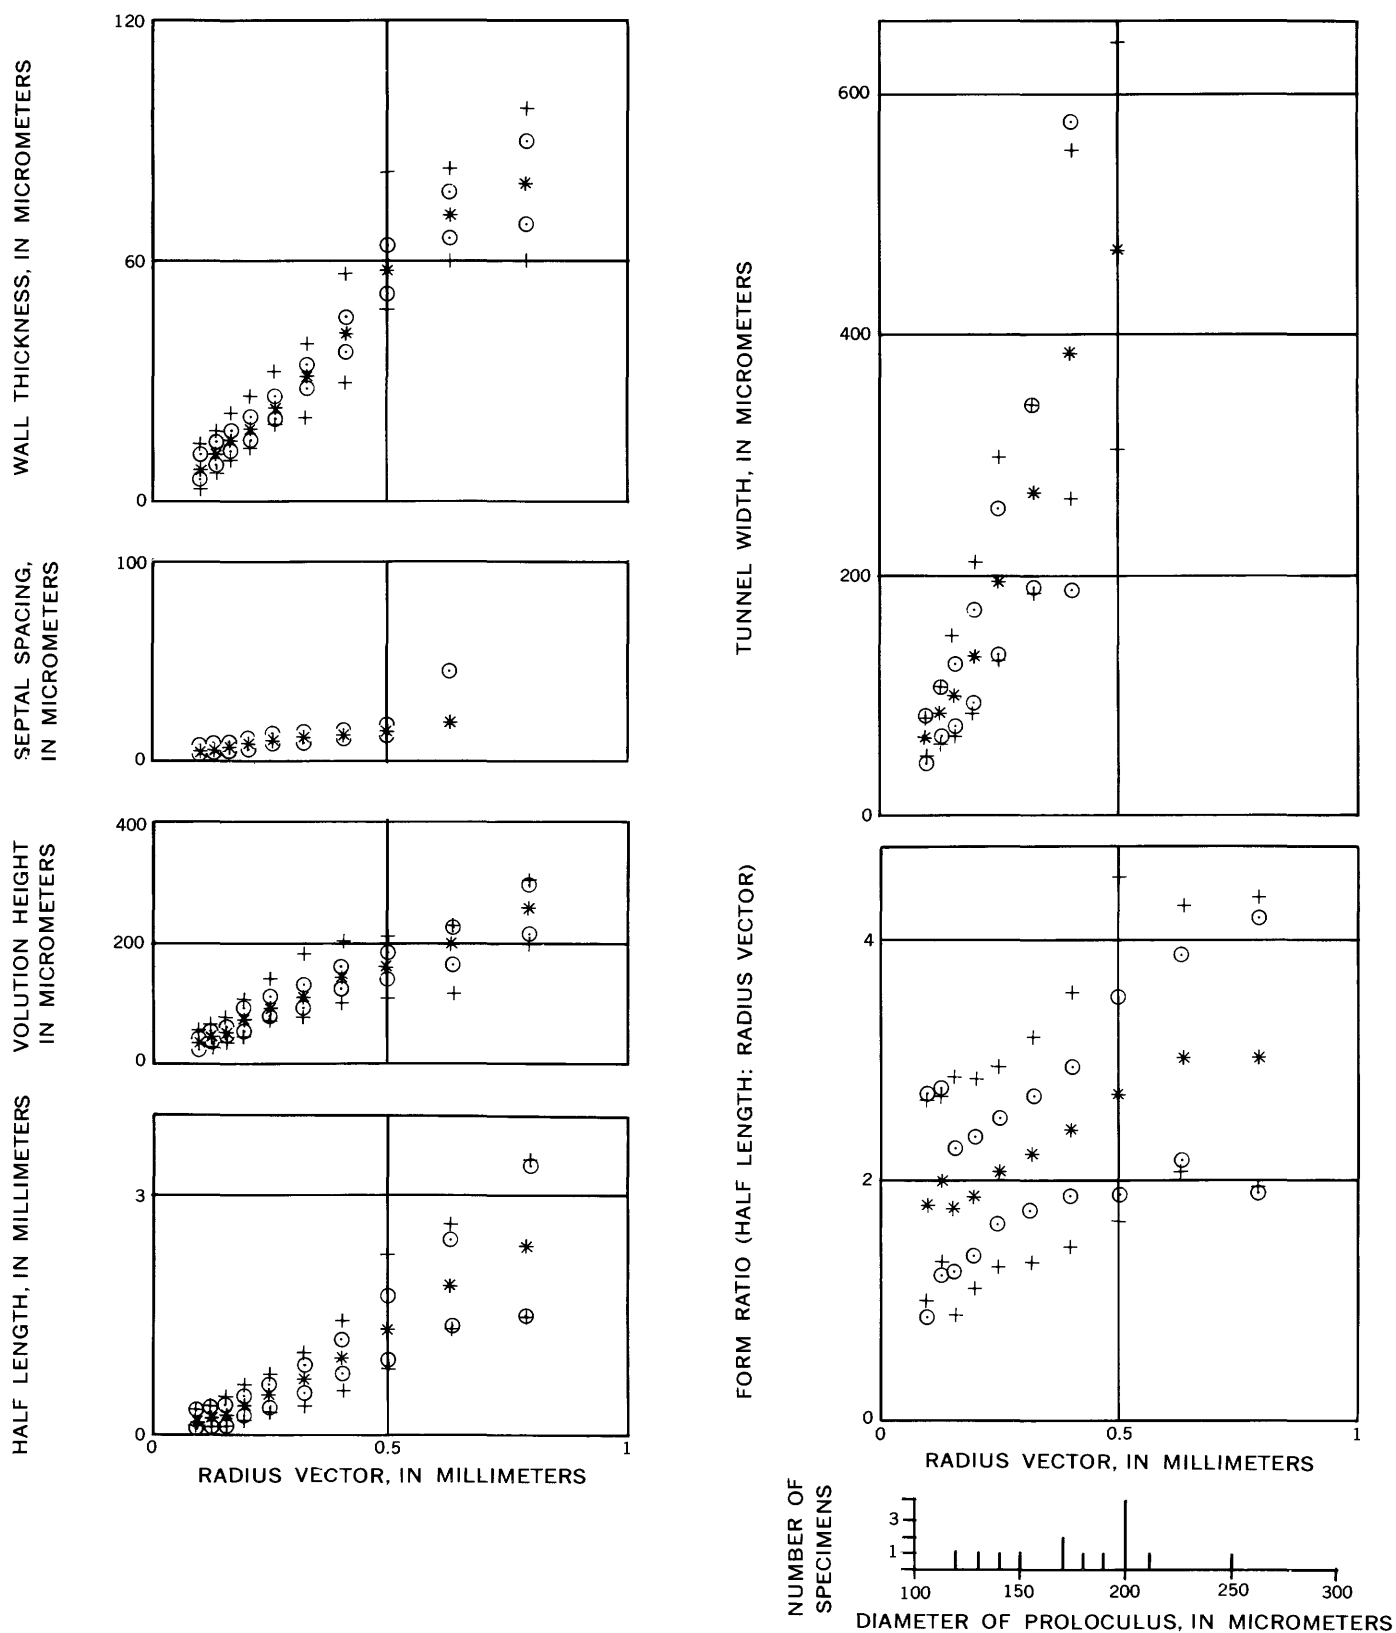 WALL THICKNESS, IN MICROMETERS
120
60
0
SEPTAL SPACING,
IN MICROMETERS
100
0
VOLUTION HEIGHT
IN MICROMETERS
400
200
0
HALF LENGTH, IN MILLIMETERS
3
0
0 0.5 1
RADIUS VECTOR, IN MILLIMETERS
TUNNEL WIDTH, IN MICROMETERS
600
400
200
0
FORM RATIO (HALF LENGTH: RADIUS VECTOR)
4
2
0
0 0.5 1
RADIUS VECTOR, IN MILLIMETERS
NUMBER OF
SPECIMENS
3
1
100 150 200 250 300
DIAMETER OF PROLOCULUS, IN MICROMETERS